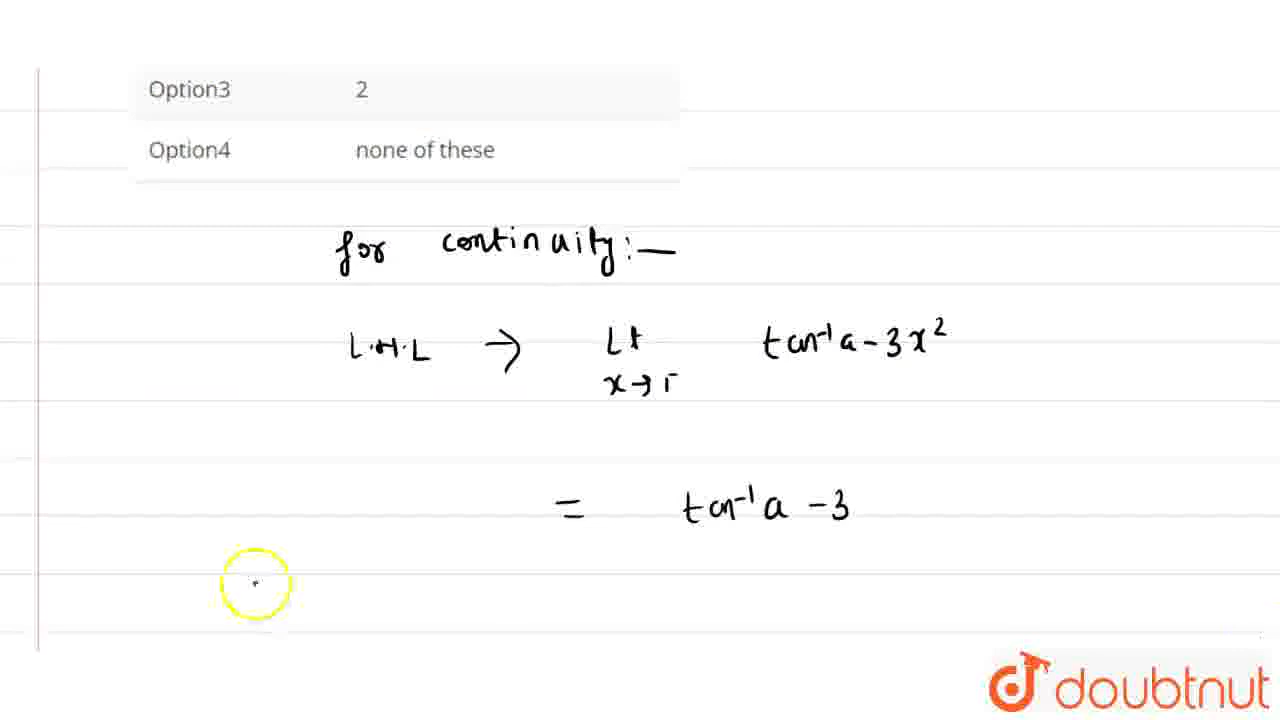 Option3 2
Option4 none of these
for continuity:—
L.H.L → Lt tan⁻¹a - 3x²
x→1⁻
= tan⁻¹a - 3
doubtnut